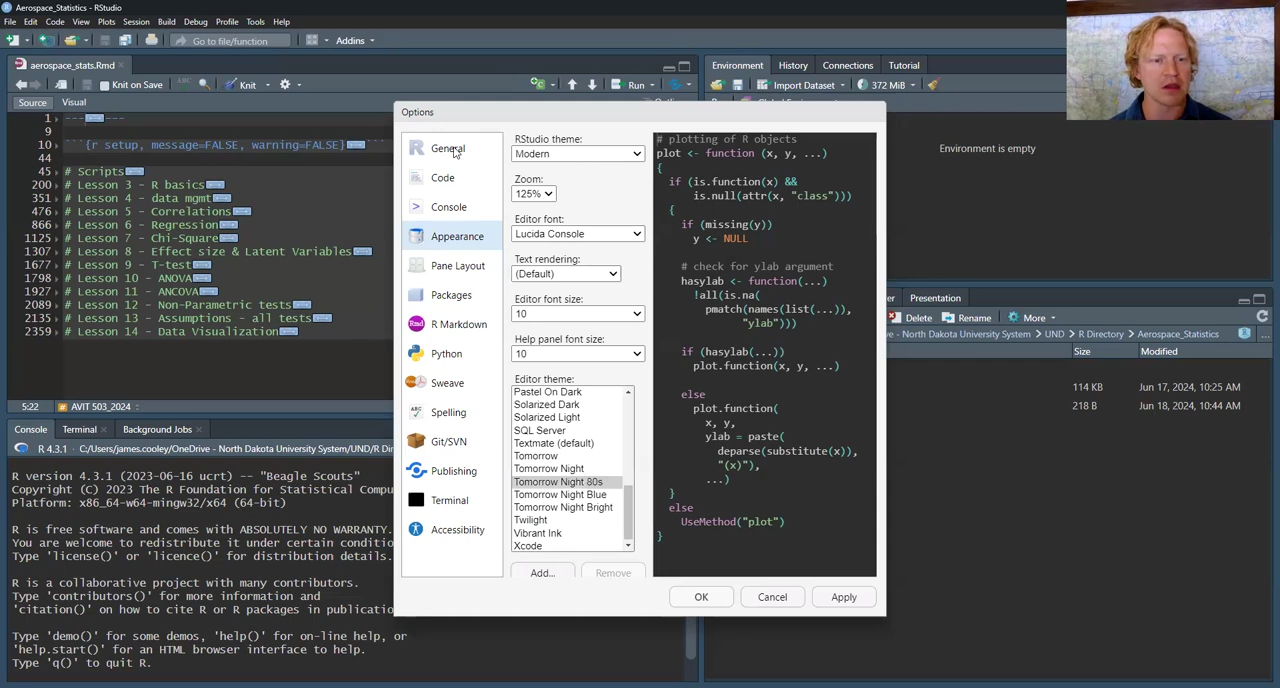 Aerospace_Statistics - RStudio
File Edit Code View Plots Session Build Debug Profile Tools Help
Go to file/function
Addins
aerospace_stats.Rmd
Knit on Save
ABC
Knit
Run
Source Visual
1 ---
---
9
10 ```{r setup, message=FALSE, warning=FALSE}
```
44
45 # Scripts
200 # Lesson 3 - R basics
351 # Lesson 4 - data mgmt
476 # Lesson 5 - Correlations
866 # Lesson 6 - Regression
1125 # Lesson 7 - Chi-Square
1307 # Lesson 8 - Effect size & Latent Variables
1677 # Lesson 9 - T-test
1798 # Lesson 10 - ANOVA
1927 # Lesson 11 - ANCOVA
2089 # Lesson 12 - Non-Parametric tests
2135 # Lesson 13 - Assumptions - all tests
2359 # Lesson 14 - Data Visualization
5:22 # AVIT 503_2024
Console Terminal Background Jobs
R 4.3.1 · C:/Users/james.cooley/OneDrive - North Dakota University System/UND/R Di
R version 4.3.1 (2023-06-16 ucrt) -- "Beagle Scouts"
Copyright (C) 2023 The R Foundation for Statistical Compu
Platform: x86_64-w64-mingw32/x64 (64-bit)
R is free software and comes with ABSOLUTELY NO WARRANTY.
You are welcome to redistribute it under certain conditio
Type 'license()' or 'licence()' for distribution details.
R is a collaborative project with many contributors.
Type 'contributors()' for more information and
'citation()' on how to cite R or R packages in publicatio
Type 'demo()' for some demos, 'help()' for on-line help, or
'help.start()' for an HTML browser interface to help.
Type 'q()' to quit R.
Options
General
Code
Console
Appearance
Pane Layout
Packages
Rmd R Markdown
Python
Sweave
ABC Spelling
Git/SVN
Publishing
Terminal
Accessibility
RStudio theme:
Modern
Zoom:
125%
Editor font:
Lucida Console
Text rendering:
(Default)
Editor font size:
10
Help panel font size:
10
Editor theme:
Pastel On Dark
Solarized Dark
Solarized Light
SQL Server
Textmate (default)
Tomorrow
Tomorrow Night
Tomorrow Night 80s
Tomorrow Night Blue
Tomorrow Night Bright
Twilight
Vibrant Ink
Xcode
Add... Remove
# plotting of R objects
plot <- function (x, y, ...)
{
if (is.function(x) &&
is.null(attr(x, "class")))
{
if (missing(y))
y <- NULL
# check for ylab argument
hasylab <- function(...)
!all(is.na(
pmatch(names(list(...)),
"ylab")))
if (hasylab(...))
plot.function(x, y, ...)
else
plot.function(
x, y,
ylab = paste(
deparse(substitute(x)),
"(x)"),
...)
}
else
UseMethod("plot")
}
OK Cancel Apply
Environment History Connections Tutorial
Import Dataset 372 MiB
Environment is empty
Presentation
Delete Rename More
North Dakota University System UND R Directory Aerospace_Statistics
Size Modified
114 KB Jun 17, 2024, 10:25 AM
218 B Jun 18, 2024, 10:44 AM